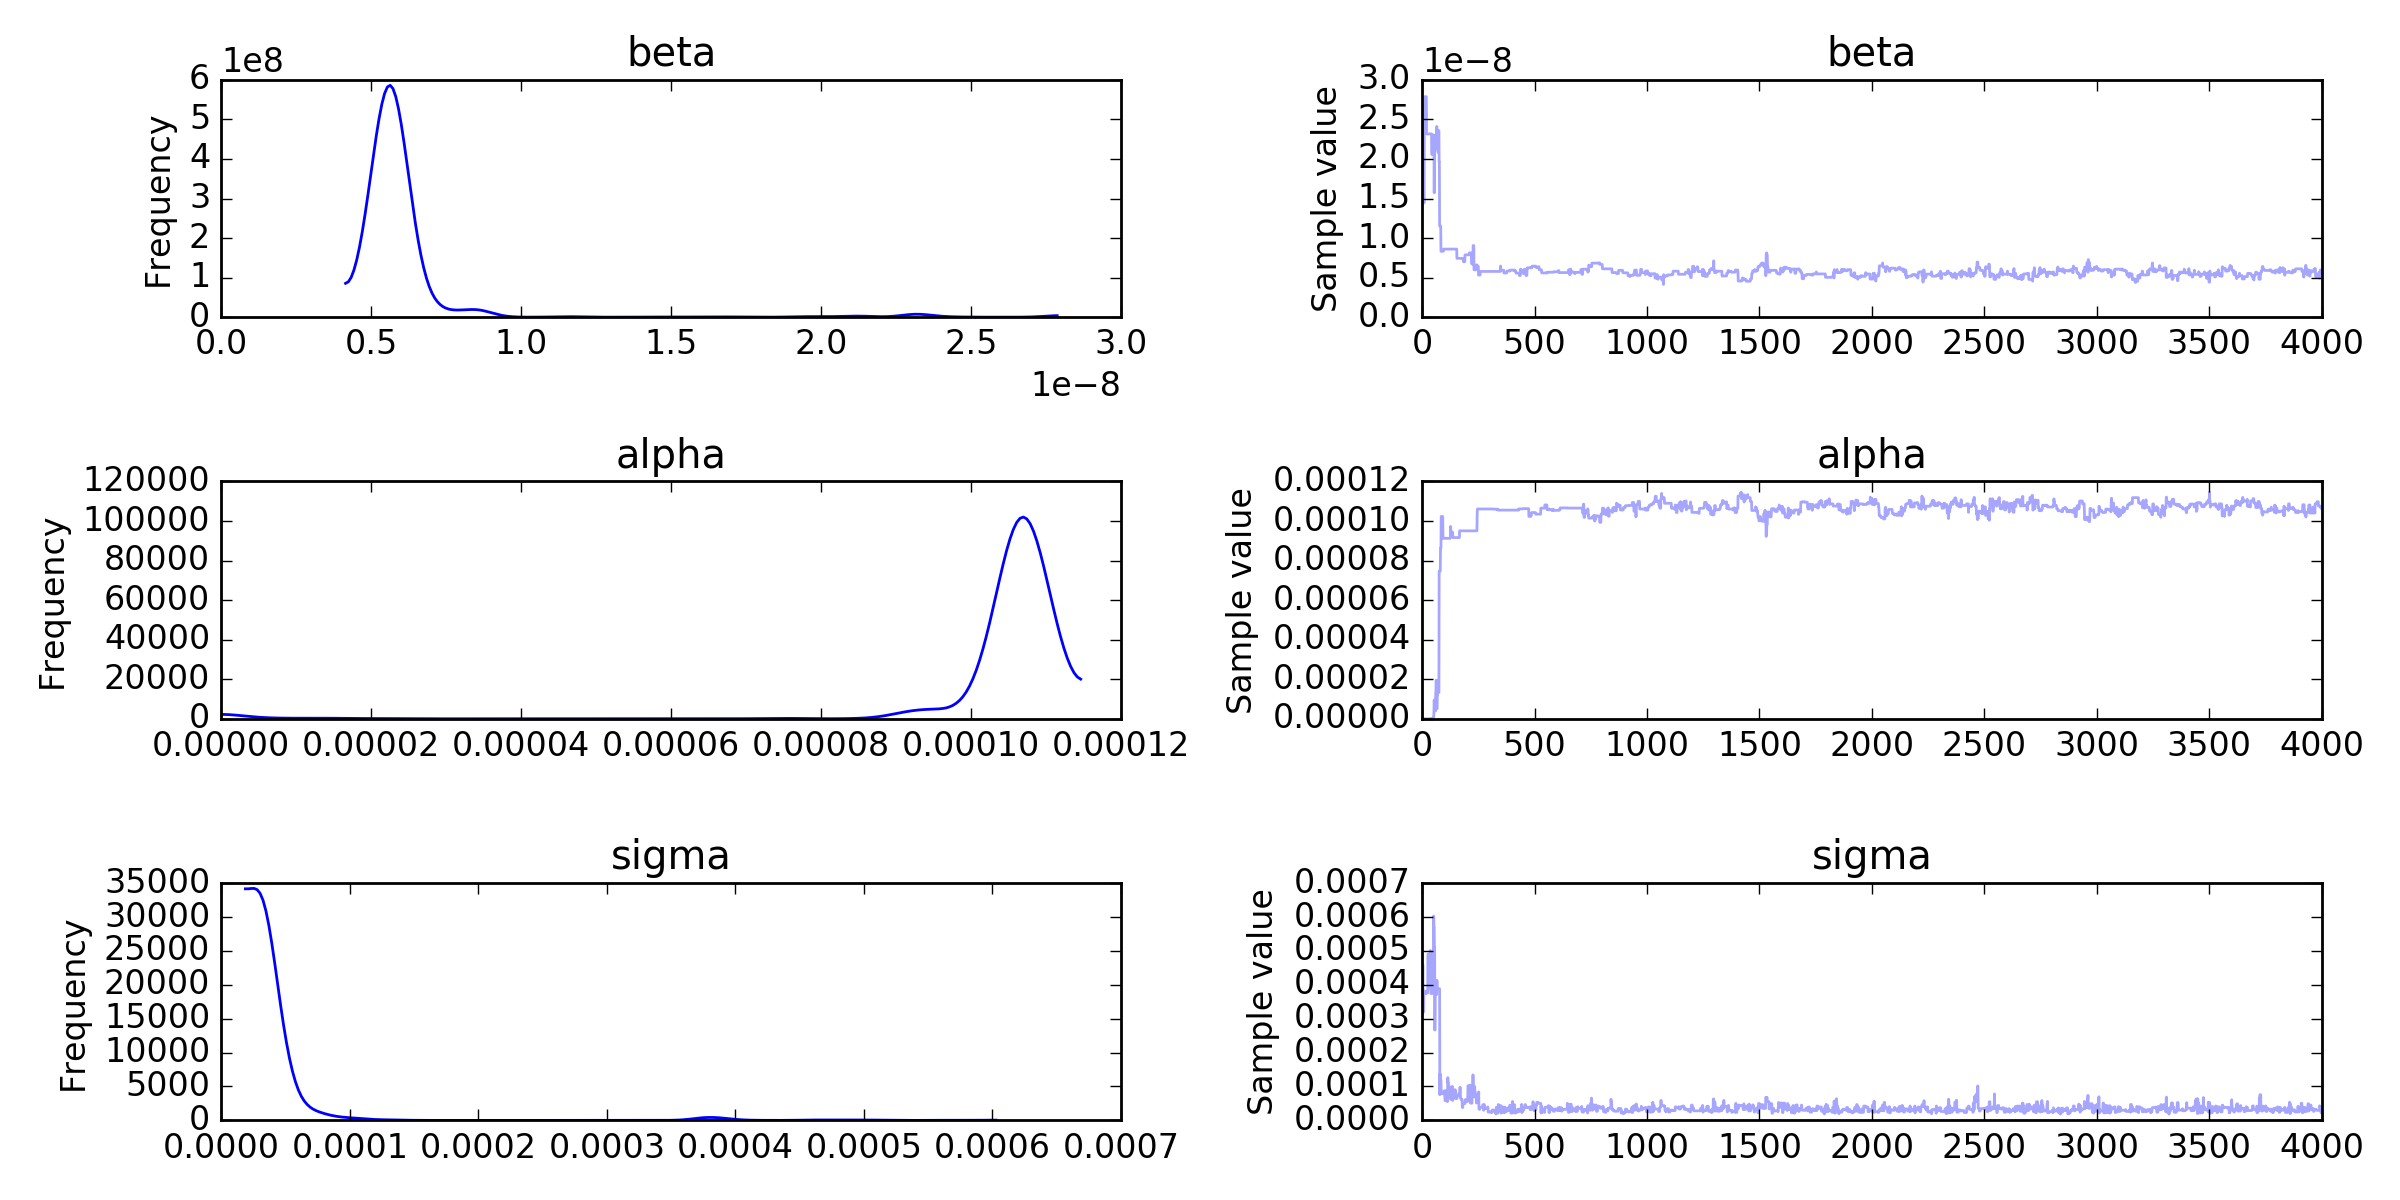 beta
1e8
Frequency
6
5
4
3
2
1
0
0.0 0.5 1.0 1.5 2.0 2.5 3.0
1e−8
beta
1e−8
Sample value
3.0
2.5
2.0
1.5
1.0
0.5
0.0
0 500 1000 1500 2000 2500 3000 3500 4000
alpha
Frequency
120000
100000
80000
60000
40000
20000
0
0.00000 0.00002 0.00004 0.00006 0.00008 0.00010 0.00012
alpha
Sample value
0.00012
0.00010
0.00008
0.00006
0.00004
0.00002
0.00000
0 500 1000 1500 2000 2500 3000 3500 4000
sigma
Frequency
35000
30000
25000
20000
15000
10000
5000
0
0.0000 0.0001 0.0002 0.0003 0.0004 0.0005 0.0006 0.0007
sigma
Sample value
0.0007
0.0006
0.0005
0.0004
0.0003
0.0002
0.0001
0.0000
0 500 1000 1500 2000 2500 3000 3500 4000